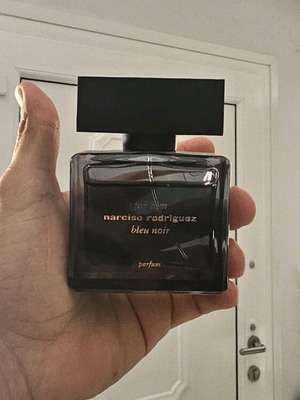 for him
narciso rodriguez
bleu noir
parfum